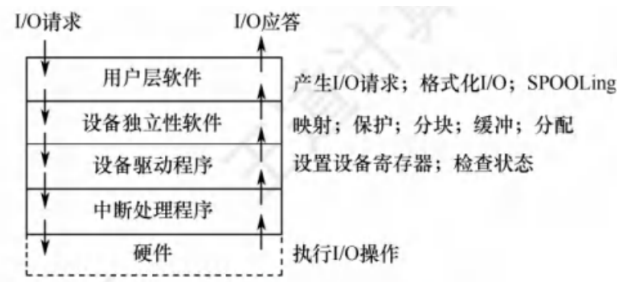 I/O请求 I/O应答
用户层软件 产生I/O请求；格式化I/O；SPOOLing
设备独立性软件 映射；保护；分块；缓冲；分配
设备驱动程序 设置设备寄存器；检查状态
中断处理程序
硬件 执行I/O操作